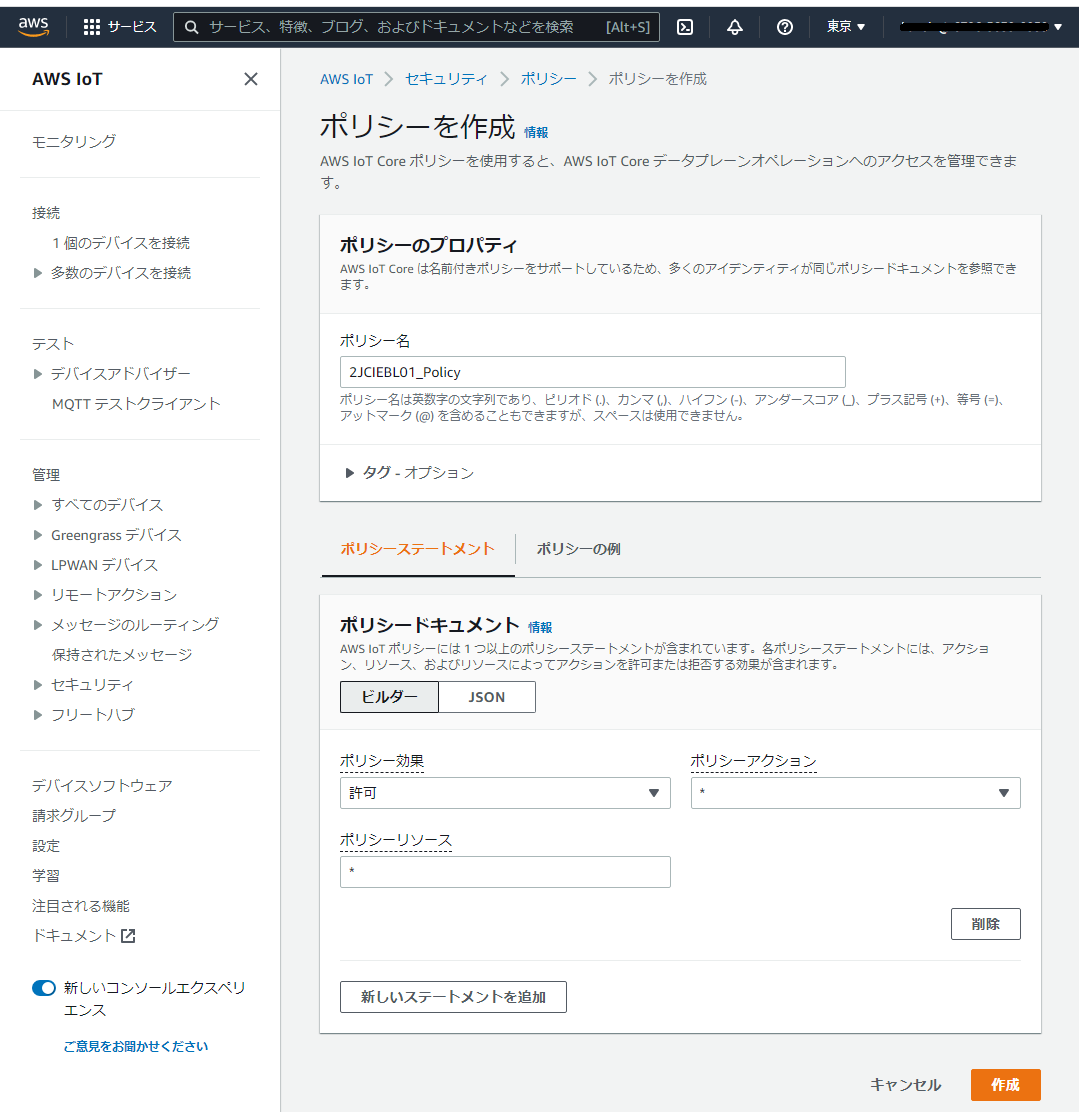 aws
サービス
サービス、特徴、ブログ、およびドキュメントなどを検索
[Alt+S]
東京
AWS IoT
モニタリング
接続
1 個のデバイスを接続
多数のデバイスを接続
テスト
デバイスアドバイザー
MQTT テストクライアント
管理
すべてのデバイス
Greengrass デバイス
LPWAN デバイス
リモートアクション
メッセージのルーティング
保持されたメッセージ
セキュリティ
フリートハブ
デバイスソフトウェア
請求グループ
設定
学習
注目される機能
ドキュメント
新しいコンソールエクスペリ
エンス
ご意見をお聞かせください
AWS IoT
セキュリティ
ポリシー
ポリシーを作成
ポリシーを作成 情報
AWS IoT Core ポリシーを使用すると、AWS IoT Core データプレーンオペレーションへのアクセスを管理できま
す。
ポリシーのプロパティ
AWS IoT Core は名前付きポリシーをサポートしているため、多くのアイデンティティが同じポリシードキュメントを参照でき
ます。
ポリシー名
2JCIEBL01_Policy
ポリシー名は英数字の文字列であり、ピリオド (.)、カンマ (,)、ハイフン (-)、アンダースコア (_)、プラス記号 (+)、等号 (=)、
アットマーク (@) を含めることもできますが、スペースは使用できません。
タグ - オプション
ポリシーステートメント
ポリシーの例
ポリシードキュメント 情報
AWS IoT ポリシーには 1 つ以上のポリシーステートメントが含まれています。各ポリシーステートメントには、アクショ
ン、リソース、およびリソースによってアクションを許可または拒否する効果が含まれます。
ビルダー
JSON
ポリシー効果
ポリシーアクション
許可
*
ポリシーリソース
*
削除
新しいステートメントを追加
キャンセル
作成